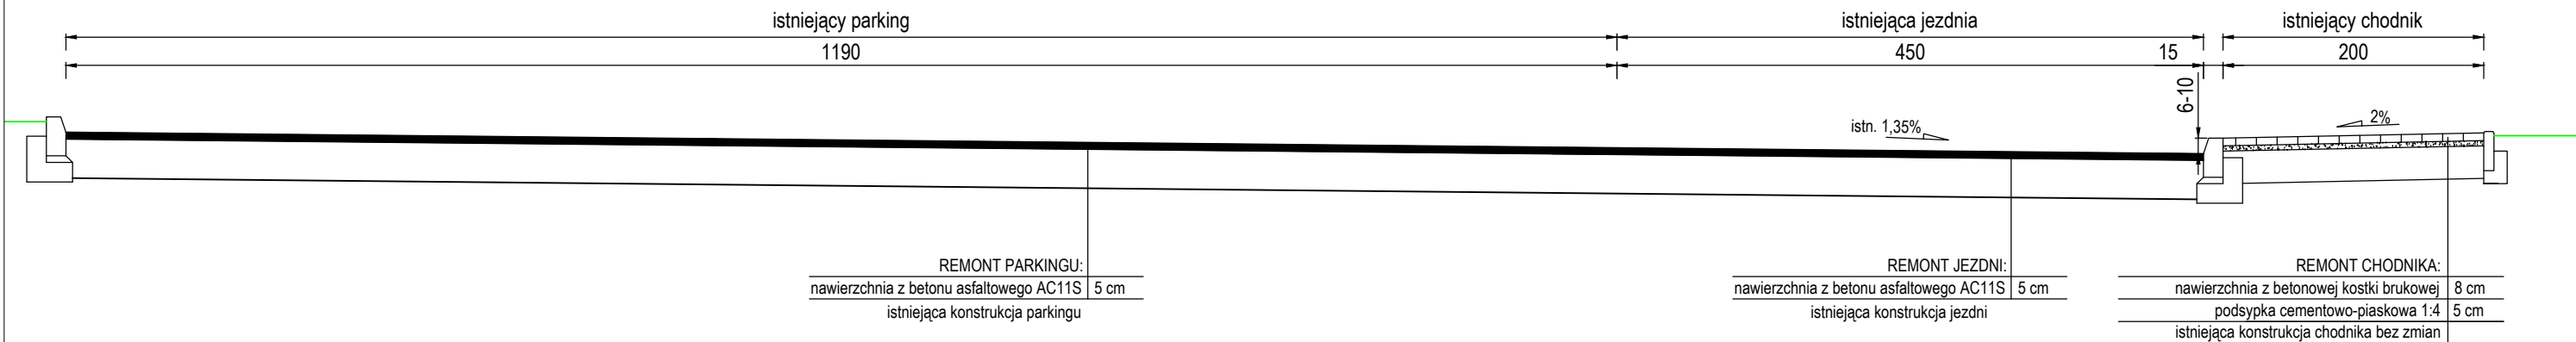 istniejący parking
istniejąca jezdnia
istniejący chodnik
1190
450
15
200
6-10
istn. 1,35%
2%
REMONT PARKINGU:
nawierzchnia z betonu asfaltowego AC11S 5 cm
istniejąca konstrukcja parkingu
REMONT JEZDNI:
nawierzchnia z betonu asfaltowego AC11S 5 cm
istniejąca konstrukcja jezdni
REMONT CHODNIKA:
nawierzchnia z betonowej kostki brukowej 8 cm
podsypka cementowo-piaskowa 1:4 5 cm
istniejąca konstrukcja chodnika bez zmian